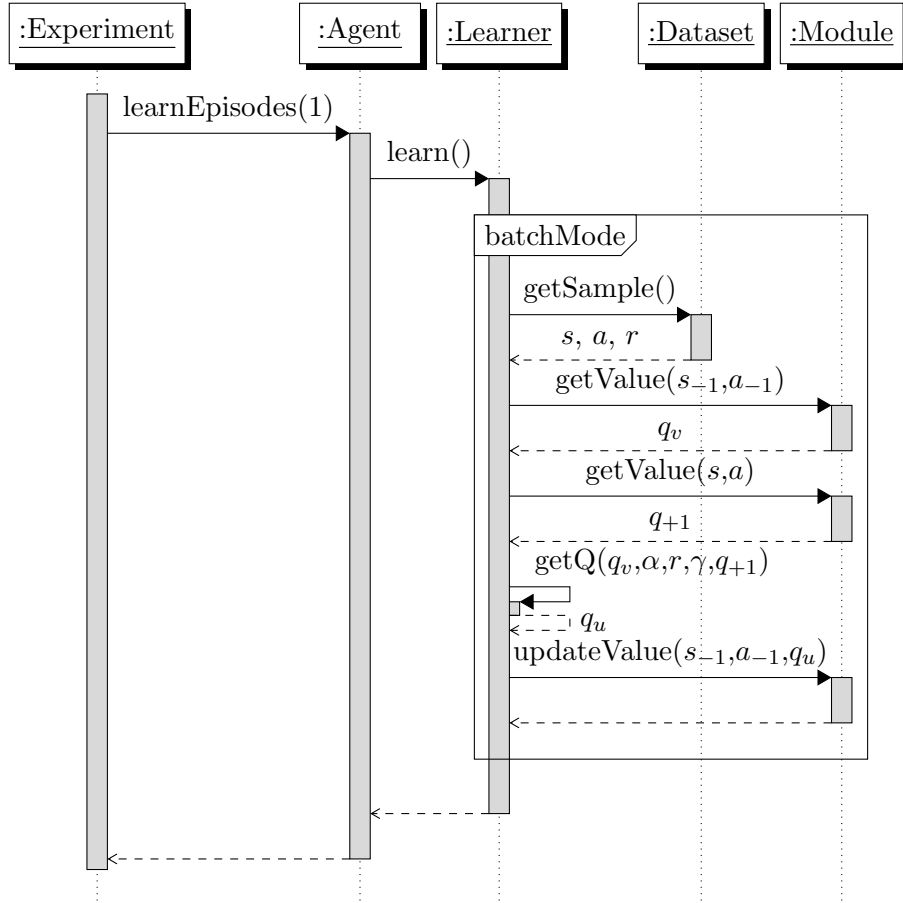 :Experiment :Agent :Learner :Dataset :Module
learnEpisodes(1)
learn()
batchMode
getSample()
s, a, r
getValue(s₋₁,a₋₁)
qᵥ
getValue(s,a)
q₊₁
getQ(qᵥ,α,r,γ,q₊₁)
qᵤ
updateValue(s₋₁,a₋₁,qᵤ)